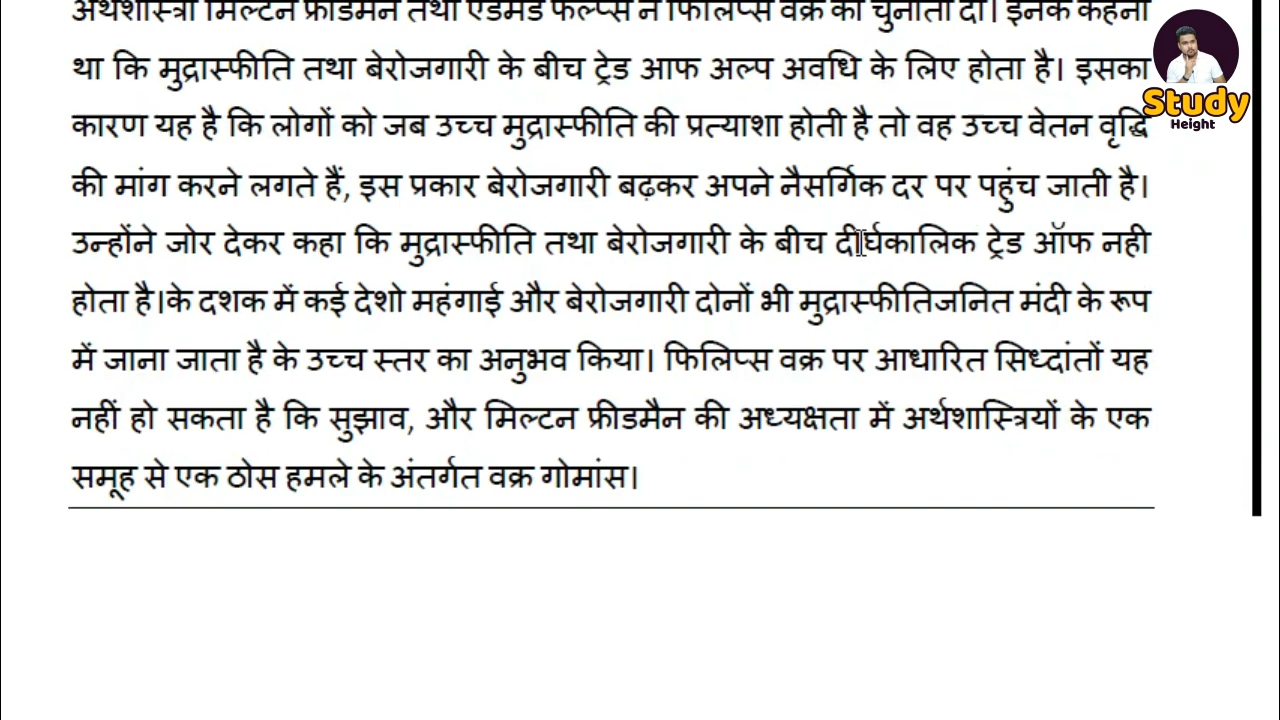 अर्थशास्त्री मिल्टन फ्रीडमैन तथा एडमंड फेल्प्स ने फिलिप्स वक्र को चुनौती दी। इनके कहना
था कि मुद्रास्फीति तथा बेरोजगारी के बीच ट्रेड आफ अल्प अवधि के लिए होता है। इसका
कारण यह है कि लोगों को जब उच्च मुद्रास्फीति की प्रत्याशा होती है तो वह उच्च वेतन वृद्धि
की मांग करने लगते हैं, इस प्रकार बेरोजगारी बढ़कर अपने नैसर्गिक दर पर पहुंच जाती है।
उन्होंने जोर देकर कहा कि मुद्रास्फीति तथा बेरोजगारी के बीच दीर्घकालिक ट्रेड ऑफ नही
होता है।के दशक में कई देशो महंगाई और बेरोजगारी दोनों भी मुद्रास्फीतिजनित मंदी के रूप
में जाना जाता है के उच्च स्तर का अनुभव किया। फिलिप्स वक्र पर आधारित सिध्दांतों यह
नहीं हो सकता है कि सुझाव, और मिल्टन फ्रीडमैन की अध्यक्षता में अर्थशास्त्रियों के एक
समूह से एक ठोस हमले के अंतर्गत वक्र गोमांस।
Study
Height